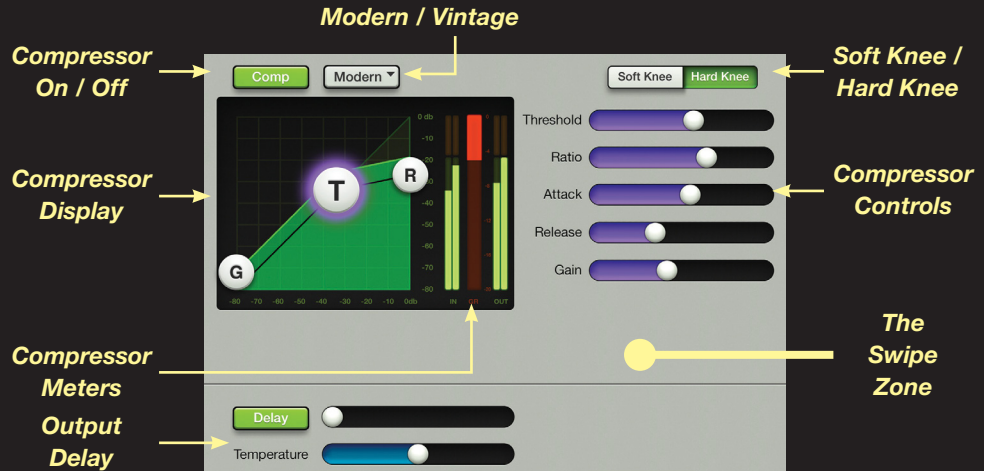 Modern / Vintage
Compressor
On / Off
Comp
Modern
Soft Knee
Hard Knee
Soft Knee /
Hard Knee
Compressor
Display
T
R
G
0 db
-10
-20
-30
-40
-50
-60
-70
-80
-80 -70 -60 -50 -40 -30 -20 -10 0db
IN
GR
OUT
Threshold
Ratio
Attack
Release
Gain
Compressor
Controls
The
Swipe
Zone
Compressor
Meters
Output
Delay
Delay
Temperature